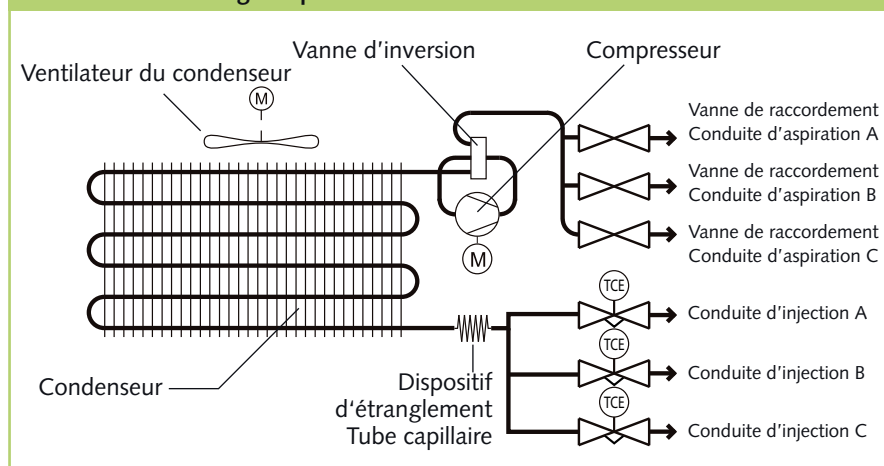 Vanne d'inversion
Compresseur
Ventilateur du condenseur
M
Vanne de raccordement
Conduite d'aspiration A
Vanne de raccordement
Conduite d'aspiration B
Vanne de raccordement
Conduite d'aspiration C
M
TCE
Conduite d'injection A
TCE
Conduite d'injection B
TCE
Conduite d'injection C
Condenseur
Dispositif
d‘étranglement
Tube capillaire